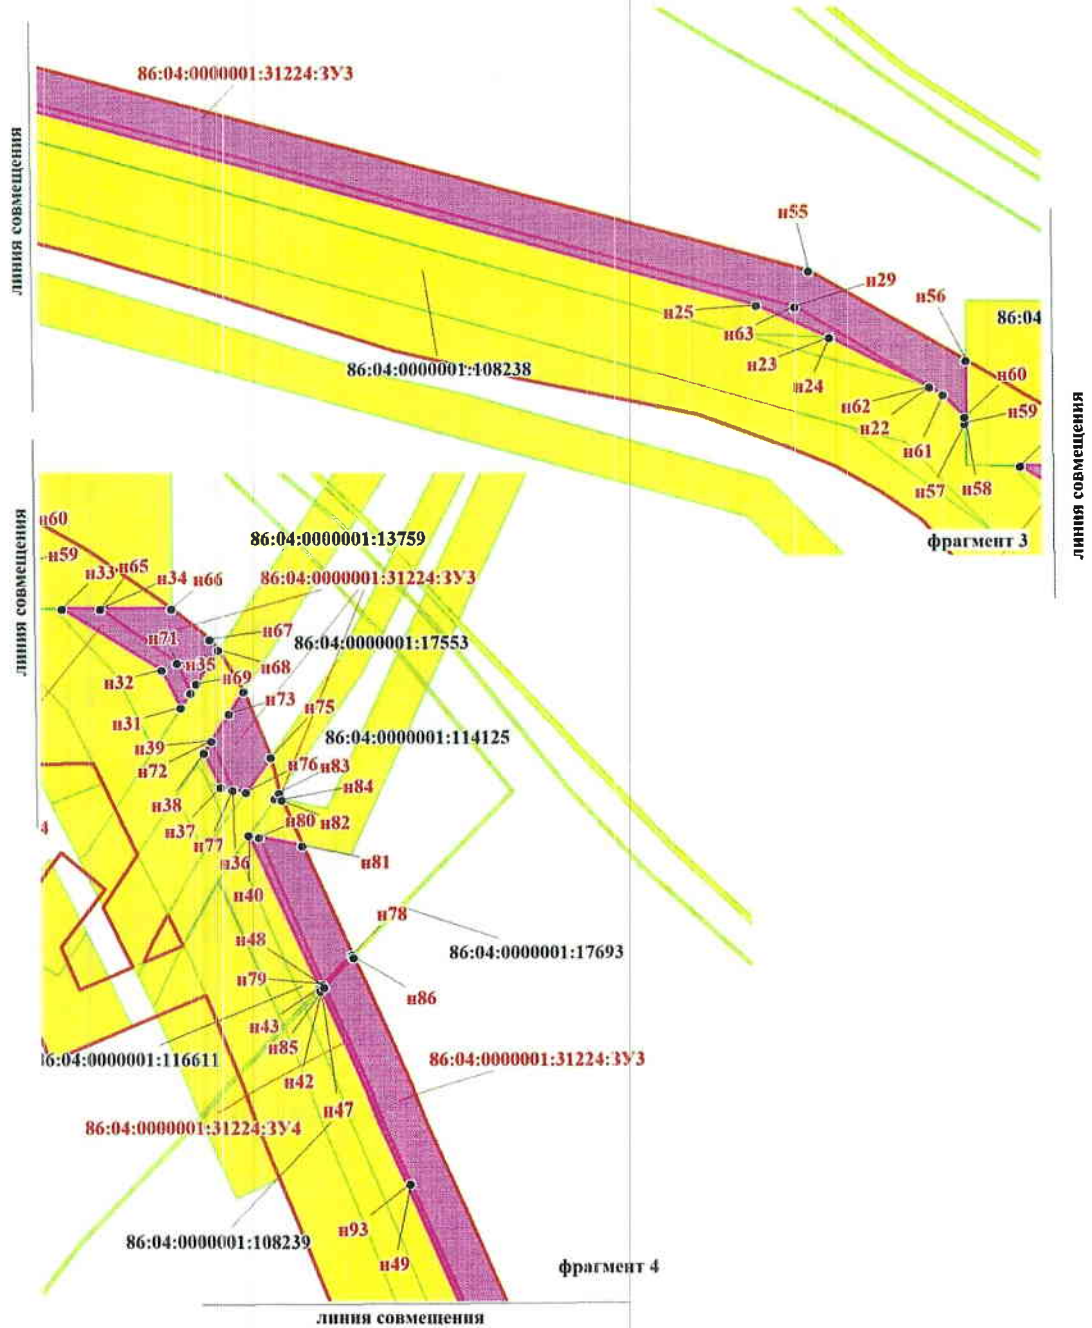 86:04:0000001:31224:ЗУ3
линия совмещения
н55
н29
н56
н25
86:04
н63
н23
н60
86:04:0000001:108238
н24
н62
н59
н22
н61
н57
н58
фрагмент 3
линия совмещения
линия совмещения
н60
86:04:0000001:13759
н59
н33
н65
н34
н66
86:04:0000001:31224:ЗУ3
н71
н67
86:04:0000001:17553
н35
н68
н32
н69
н73
н75
н31
86:04:0000001:114125
н39
н72
н76
н83
н38
н84
4
н37
н80
н82
н77
н36
н81
н40
н78
н48
86:04:0000001:17693
н79
н86
н43
н85
86:04:0000001:116611
86:04:0000001:31224:ЗУ3
н42
н47
86:04:0000001:31224:ЗУ4
н93
86:04:0000001:108239
н49
фрагмент 4
линия совмещения